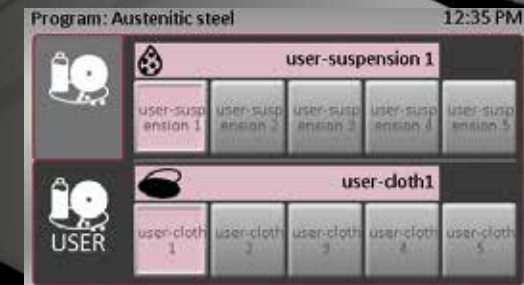 Program: Austenitic steel 12:35 PM
user-suspension 1
user-susp user-susp user-susp user-susp user-susp
ension 1 ension 2 ension 3 ension 4 ension 5
user-cloth1
USER
user-cloth user-cloth user-cloth user-cloth user-cloth
1 2 3 4 5